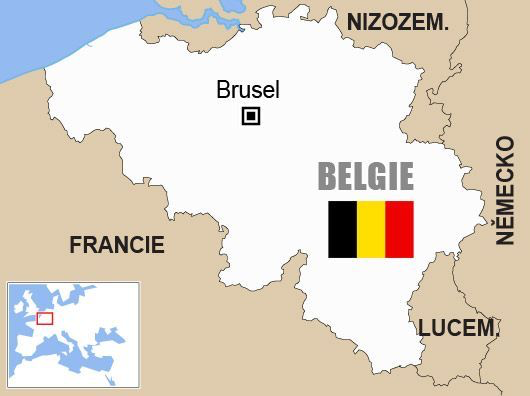 NIZOZEM.
Brusel
BELGIE
NĚMECKO
FRANCIE
LUCEM.